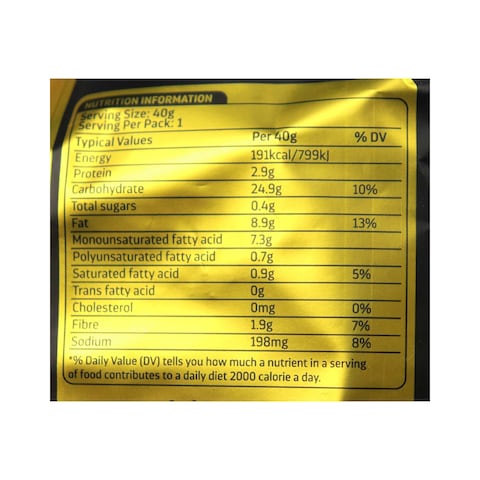 NUTRITION INFORMATION
Serving Size: 40g
Serving Per Pack: 1
Typical Values Per 40g % DV
Energy 191kcal/799kJ
Protein 2.9g
Carbohydrate 24.9g 10%
Total sugars 0.4g
Fat 8.9g 13%
Monounsaturated fatty acid 7.3g
Polyunsaturated fatty acid 0.7g
Saturated fatty acid 0.9g 5%
Trans fatty acid 0g
Cholesterol 0mg 0%
Fibre 1.9g 7%
Sodium 198mg 8%
*% Daily Value (DV) tells you how much a nutrient in a serving
of food contributes to a daily diet 2000 calorie a day.